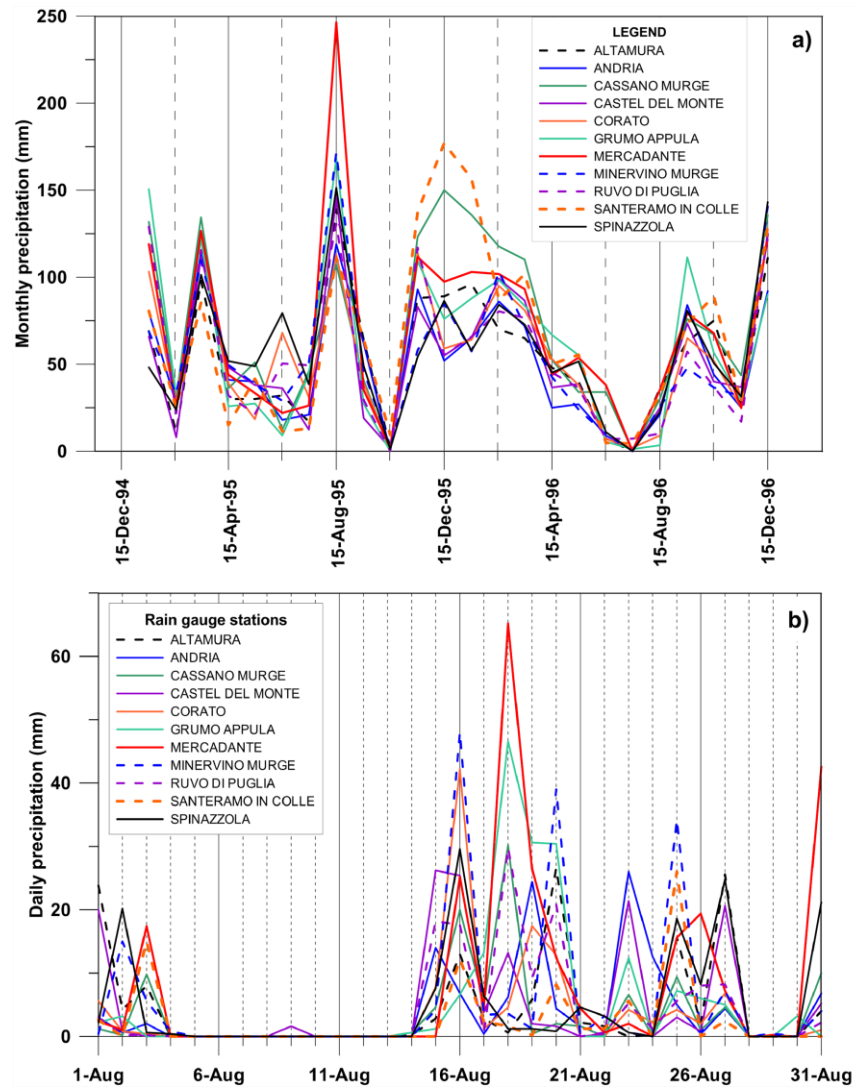 a)
250
200
150
100
50
0
Monthly precipitation (mm)
LEGEND
ALTAMURA
ANDRIA
CASSANO MURGE
CASTEL DEL MONTE
CORATO
GRUMO APPULA
MERCADANTE
MINERVINO MURGE
RUVO DI PUGLIA
SANTERAMO IN COLLE
SPINAZZOLA
15-Dec-94
15-Apr-95
15-Aug-95
15-Dec-95
15-Apr-96
15-Aug-96
15-Dec-96
b)
60
40
20
0
Daily precipitation (mm)
Rain gauge stations
ALTAMURA
ANDRIA
CASSANO MURGE
CASTEL DEL MONTE
CORATO
GRUMO APPULA
MERCADANTE
MINERVINO MURGE
RUVO DI PUGLIA
SANTERAMO IN COLLE
SPINAZZOLA
1-Aug
6-Aug
11-Aug
16-Aug
21-Aug
26-Aug
31-Aug